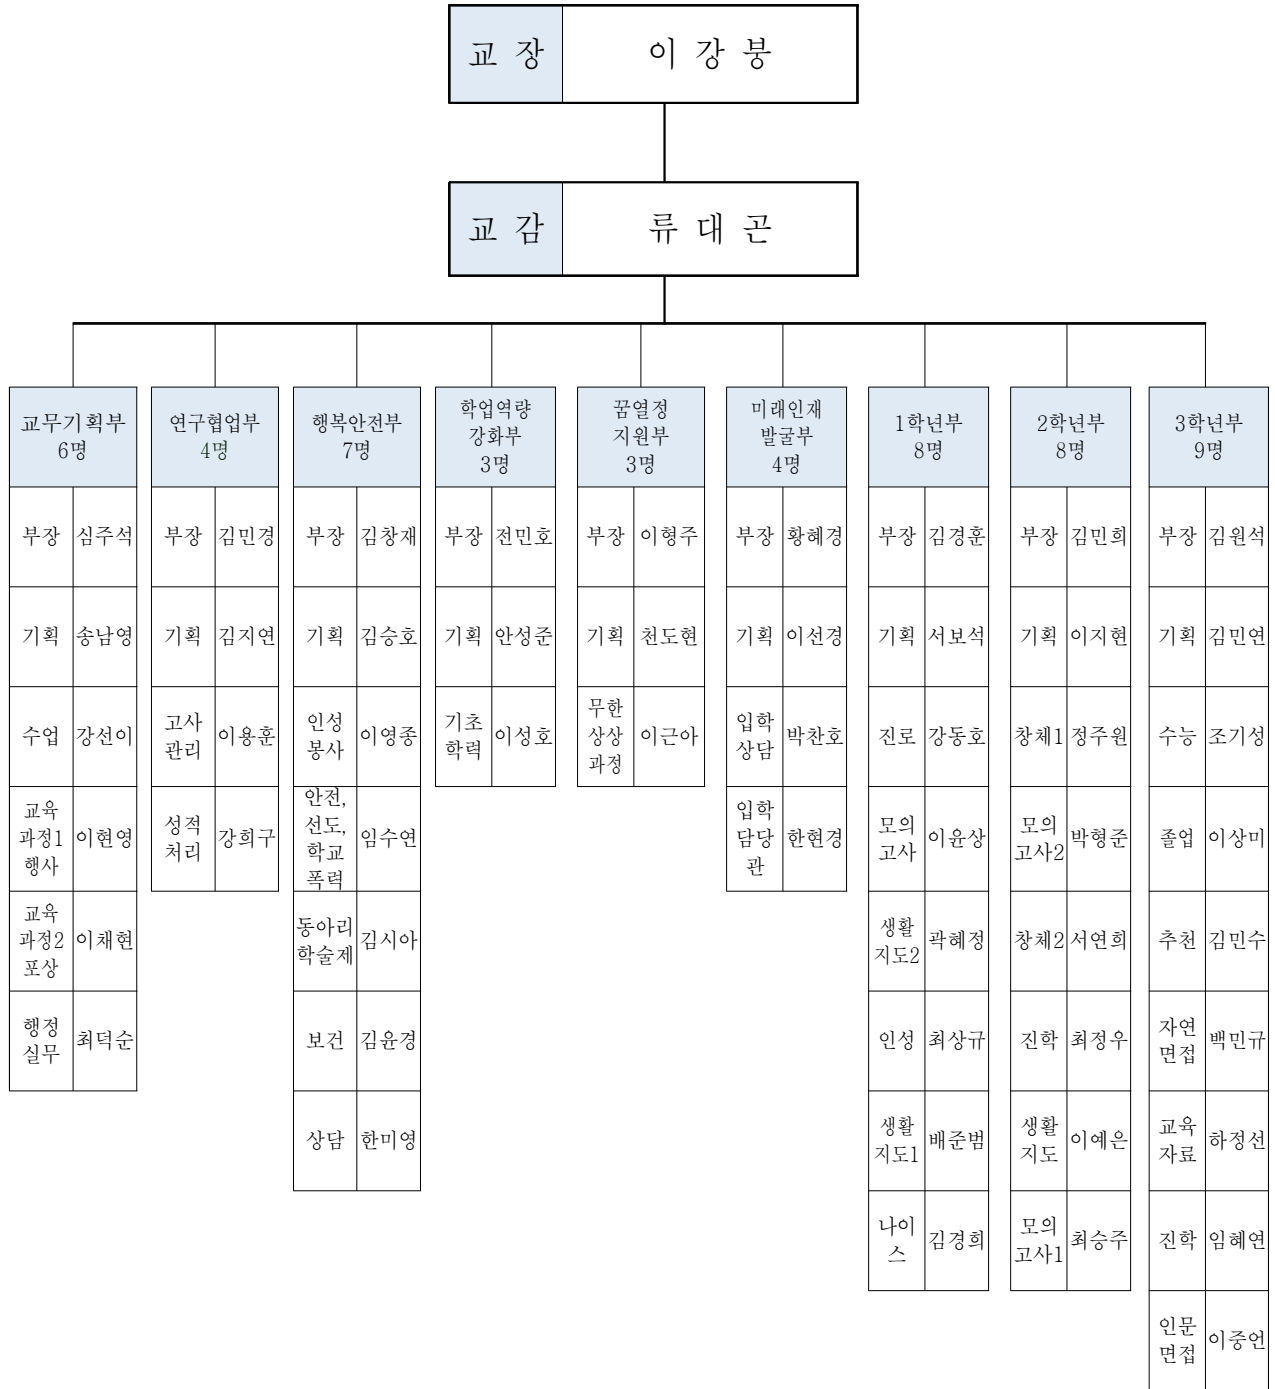 교 장 이 강 붕
교 감 류 대 곤
교무기획부
6명
부장 심주석
기획 송남영
수업 강선이
교육
과정1
행사
이현영
교육
과정2
포상
이채현
행정
실무
최덕순
연구협업부
4명
부장 김민경
기획 김지연
고사
관리
이용훈
성적
처리
강희구
행복안전부
7명
부장 김창재
기획 김승호
인성
봉사
이영종
안전,
선도,
학교
폭력
임수연
동아리
학술제
김시아
보건 김윤경
상담 한미영
학업역량
강화부
3명
부장 전민호
기획 안성준
기초
학력
이성호
꿈열정
지원부
3명
부장 이형주
기획 천도현
무한
상상
과정
이근아
미래인재
발굴부
4명
부장 황혜경
기획 이선경
입학
상담
박찬호
입학
담당
관
한현경
1학년부
8명
부장 김경훈
기획 서보석
진로 강동호
모의
고사
이윤상
생활
지도2
곽혜정
인성 최상규
생활
지도1
배준범
나이
스
김경희
2학년부
8명
부장 김민희
기획 이지현
창체1 정주원
모의
고사2
박형준
창체2 서연희
진학 최정우
생활
지도
이예은
모의
고사1
최승주
3학년부
9명
부장 김원석
기획 김민연
수능 조기성
졸업 이상미
추천 김민수
자연
면접
백민규
교육
자료
하정선
진학 임혜연
인문
면접
이중언